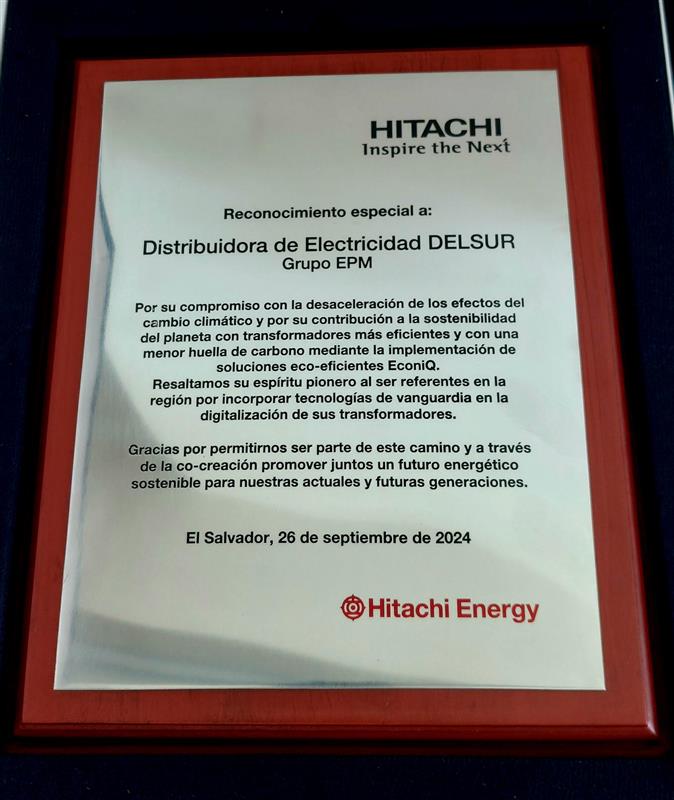 HITACHI
Inspire the Next
Reconocimiento especial a:
Distribuidora de Electricidad DELSUR
Grupo EPM
Por su compromiso con la desaceleración de los efectos del
cambio climático y por su contribución a la sostenibilidad
del planeta con transformadores más eficientes y con una
menor huella de carbono mediante la implementación de
soluciones eco-eficientes EconiQ.
Resaltamos su espíritu pionero al ser referentes en la
región por incorporar tecnologías de vanguardia en la
digitalización de sus transformadores.
Gracias por permitirnos ser parte de este camino y a través
de la co-creación promover juntos un futuro energético
sostenible para nuestras actuales y futuras generaciones.
El Salvador, 26 de septiembre de 2024
Hitachi Energy